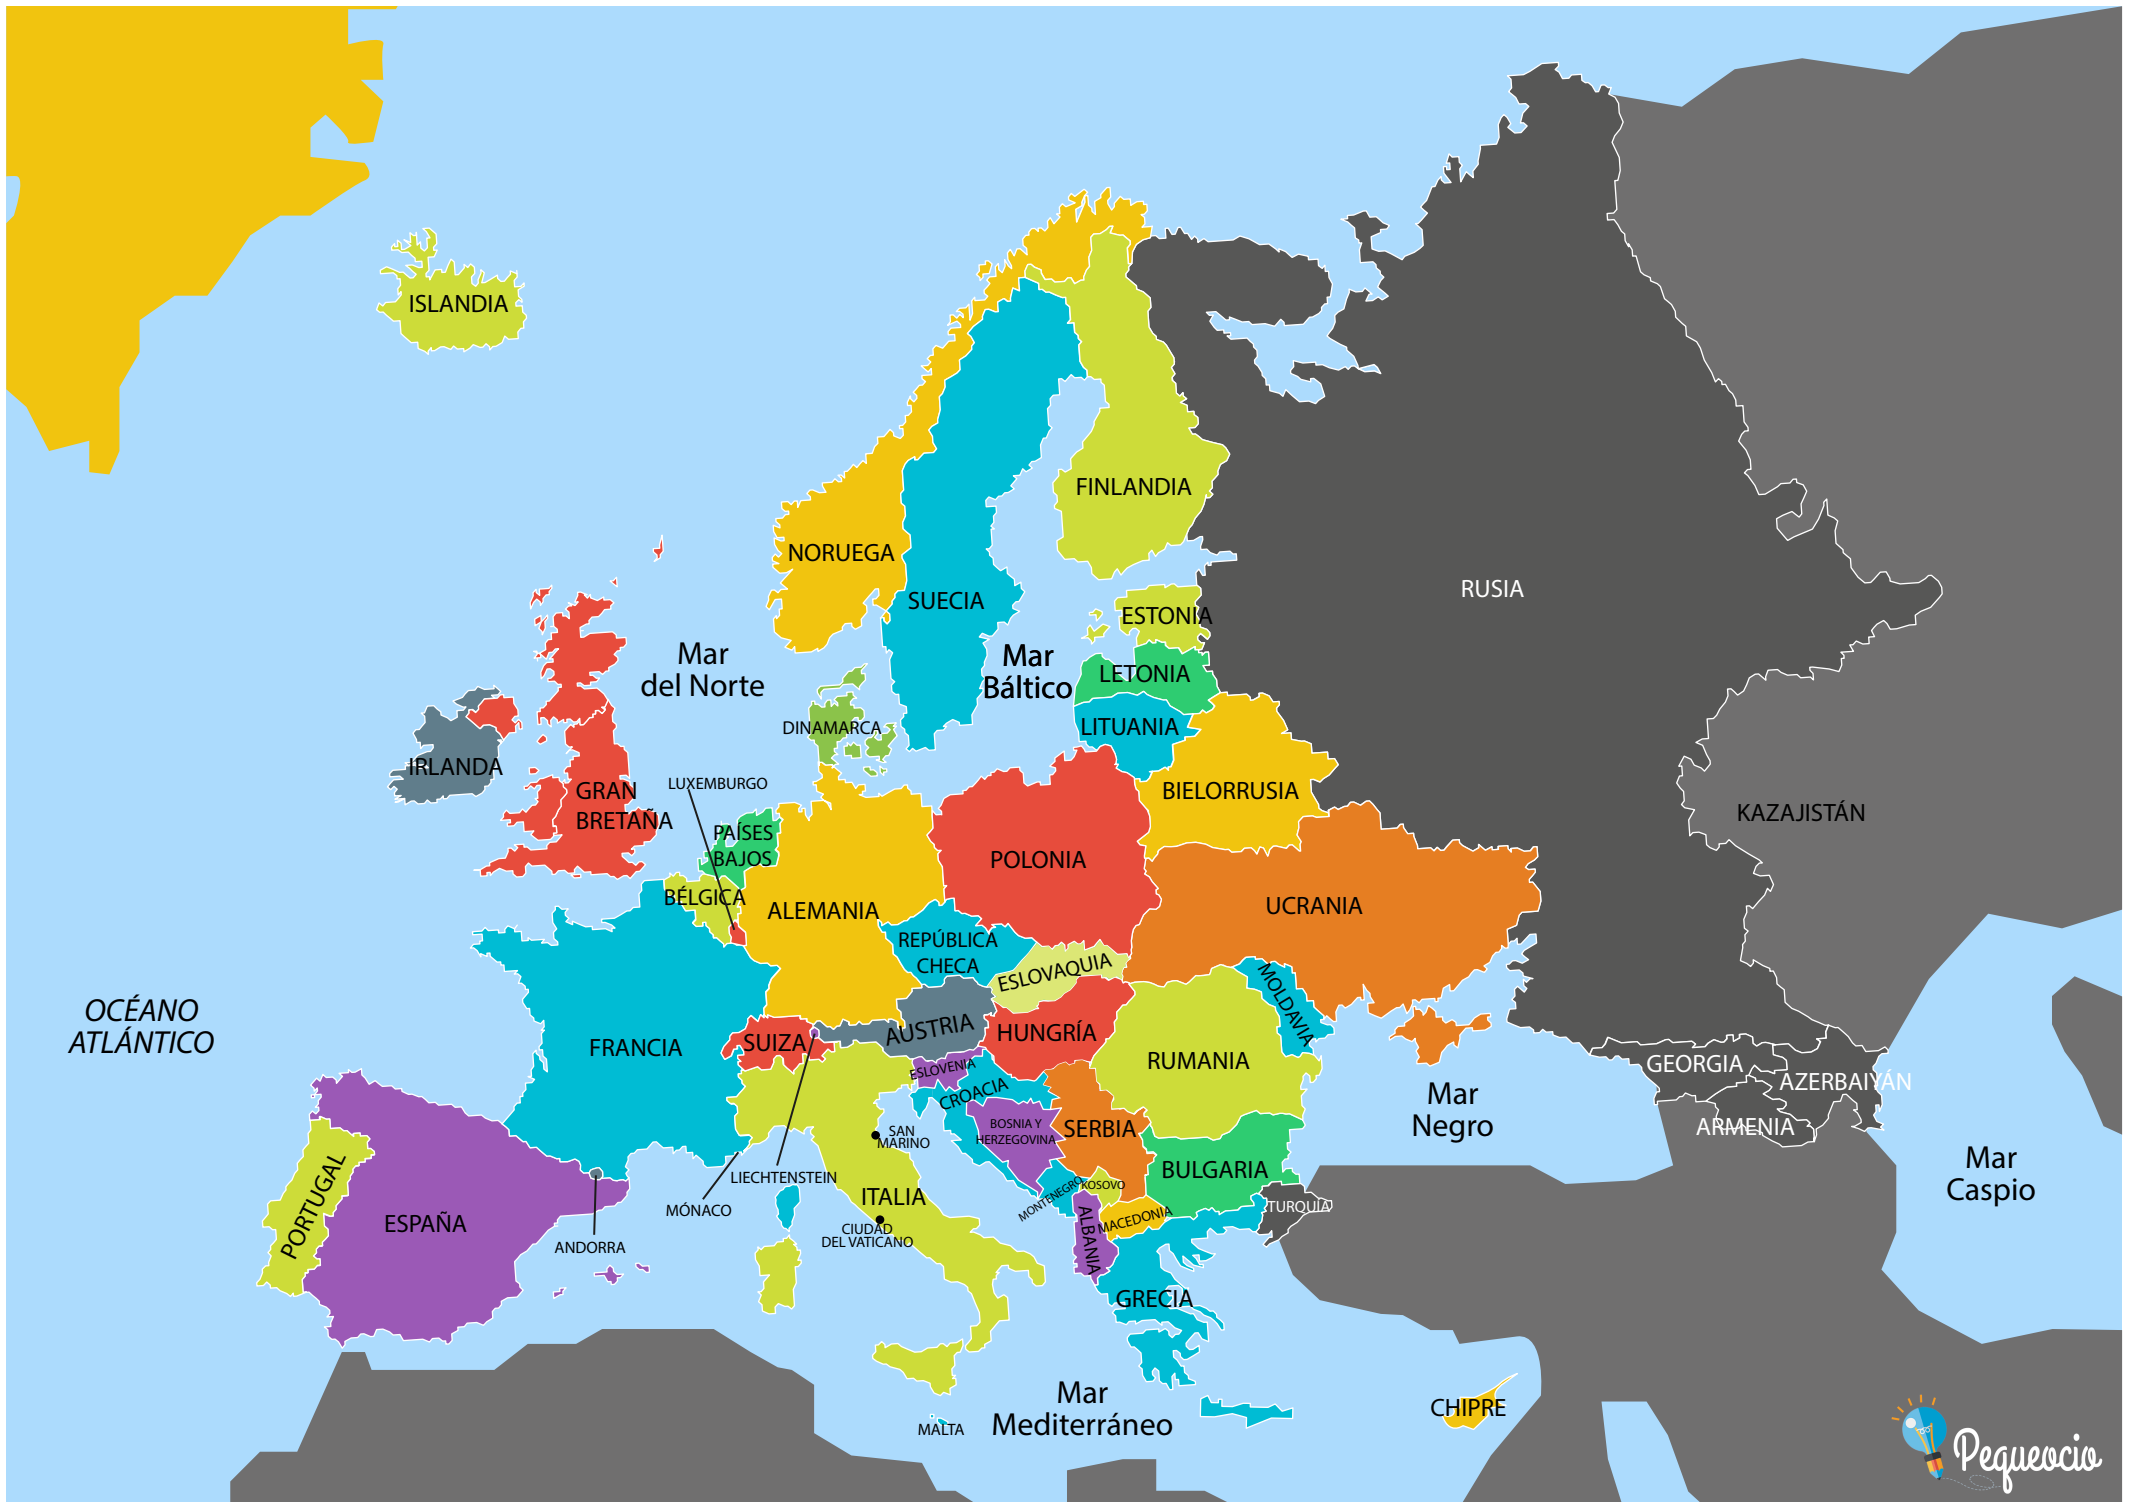 ISLANDIA
FINLANDIA
NORUEGA
SUECIA
RUSIA
ESTONIA
Mar
del Norte
Mar
Báltico
LETONIA
DINAMARCA
LITUANIA
IRLANDA
GRAN
BRETAÑA
LUXEMBURGO
PAÍSES
BAJOS
BIELORRUSIA
KAZAJISTÁN
POLONIA
BÉLGICA
ALEMANIA
UCRANIA
REPÚBLICA
CHECA
ESLOVAQUIA
MOLDAVIA
OCÉANO
ATLÁNTICO
FRANCIA
SUIZA
AUSTRIA
HUNGRÍA
RUMANIA
GEORGIA
AZERBAIYÁN
ARMENIA
ESLOVENIA
CROACIA
Mar
Negro
BOSNIA Y
HERZEGOVINA
SERBIA
SAN
MARINO
LIECHTENSTEIN
MÓNACO
ITALIA
BULGARIA
MONTENEGRO
KOSOVO
Mar
Caspio
PORTUGAL
ESPAÑA
ANDORRA
CIUDAD
DEL VATICANO
ALBANIA
MACEDONIA
TURQUÍA
GRECIA
MALTA
Mar
Mediterráneo
CHIPRE
Pequeocio